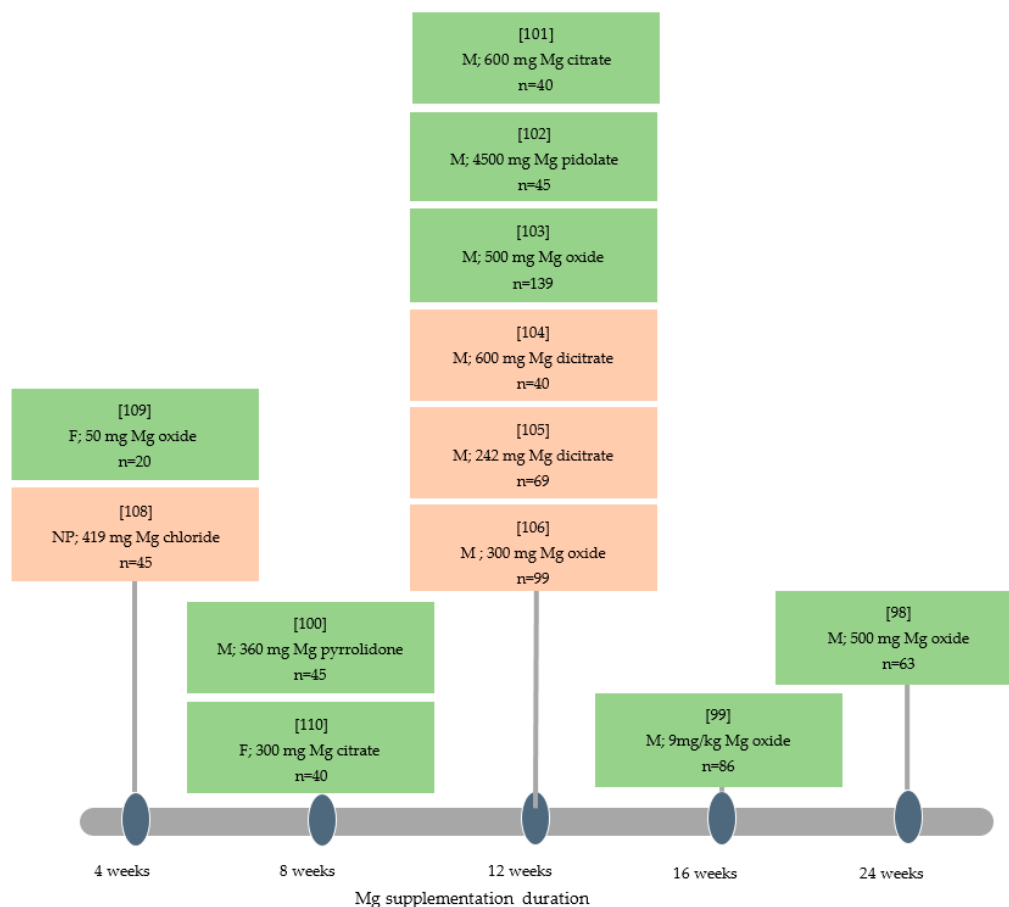 [101]
M; 600 mg Mg citrate
n=40
[102]
M; 4500 mg Mg pidolate
n=45
[103]
M; 500 mg Mg oxide
n=139
[104]
M; 600 mg Mg dicitrate
n=40
[105]
M; 242 mg Mg dicitrate
n=69
[106]
M ; 300 mg Mg oxide
n=99
[109]
F; 50 mg Mg oxide
n=20
[108]
NP; 419 mg Mg chloride
n=45
[100]
M; 360 mg Mg pyrrolidone
n=45
[110]
F; 300 mg Mg citrate
n=40
[99]
M; 9mg/kg Mg oxide
n=86
[98]
M; 500 mg Mg oxide
n=63
4 weeks
8 weeks
12 weeks
16 weeks
24 weeks
Mg supplementation duration